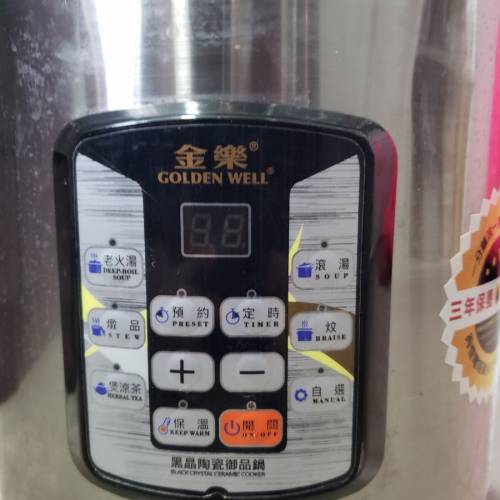 金樂®
GOLDEN WELL®
老火湯
DEEP-BOIL
SOUP
滾湯
SOUP
預約
PRESET
定時
TIMER
燉品
STEW
炆
BRAISE
+
−
煲涼茶
HERBAL TEA
自選
MANUAL
保溫
KEEP WARM
開關
ON/OFF
黑晶陶瓷御品鍋
BLACK CRYSTAL CERAMIC COOKER
三年保